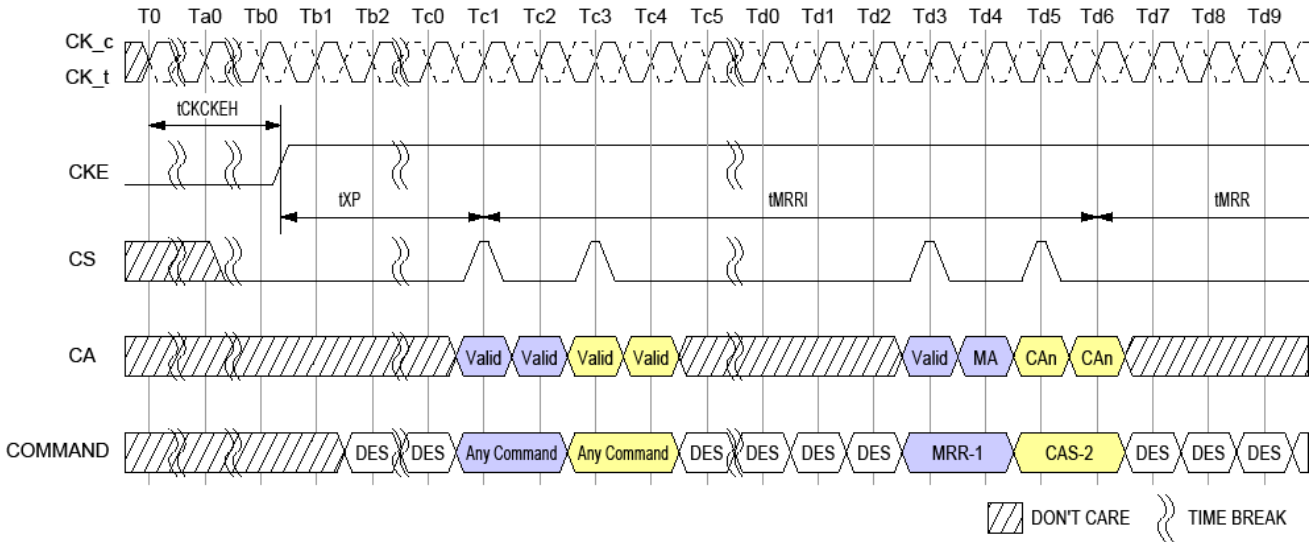 T0 Ta0 Tb0 Tb1 Tb2 Tc0 Tc1 Tc2 Tc3 Tc4 Tc5 Td0 Td1 Td2 Td3 Td4 Td5 Td6 Td7 Td8 Td9
CK_c
CK_t
tCKCKEH
CKE
tXP tMRRI tMRR
CS
CA Valid Valid Valid Valid Valid MA CAn CAn
COMMAND DES DES Any Command Any Command DES DES DES DES MRR-1 CAS-2 DES DES DES
DON'T CARE TIME BREAK